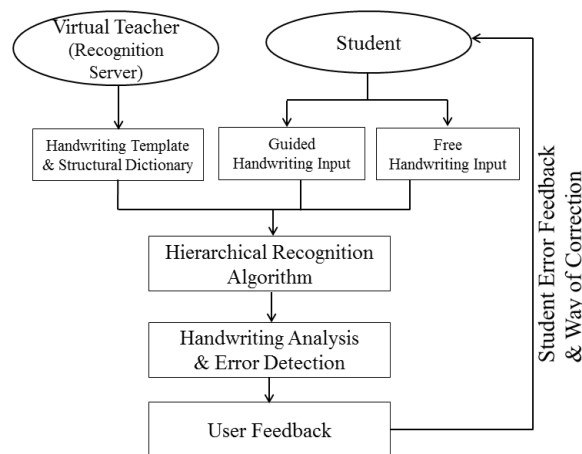 Virtual Teacher
(Recognition
Server)
Student
Handwriting Template
& Structural Dictionary
Guided
Handwriting Input
Free
Handwriting Input
Hierarchical Recognition
Algorithm
Handwriting Analysis
& Error Detection
User Feedback
Student Error Feedback
& Way of Correction